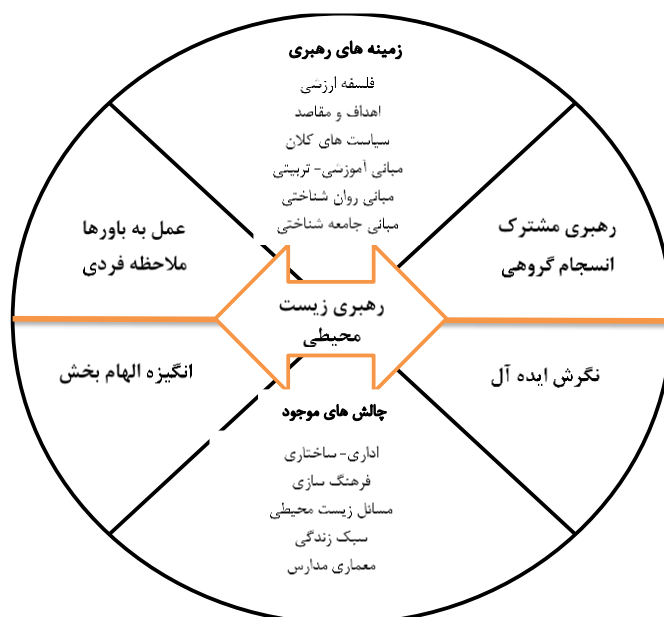 زمینه های رهبری
فلسفه ارزشی
اهداف و مقاصد
سیاست های کلان
مبانی آموزشی- تربیتی
مبانی روان شناختی
مبانی جامعه شناختی
رهبری مشترک
انسجام گروهی
عمل به باورها
ملاحظه فردی
رهبری زیست
محیطی
نگرش ایده آل
انگیزه الهام بخش
چالش های موجود
اداری- ساختاری
فرهنگ سازی
مسائل زیست محیطی
سبک زندگی
معماری مدارس